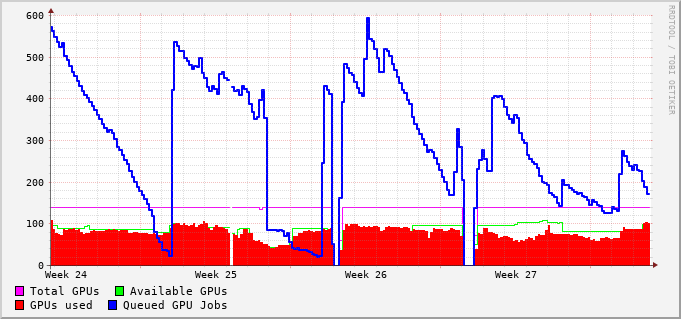 600
500
400
300
200
100
0
Week 24 Week 25 Week 26 Week 27
Total GPUs Available GPUs
GPUs used Queued GPU Jobs
RRDTOOL / TOBI OETIKER